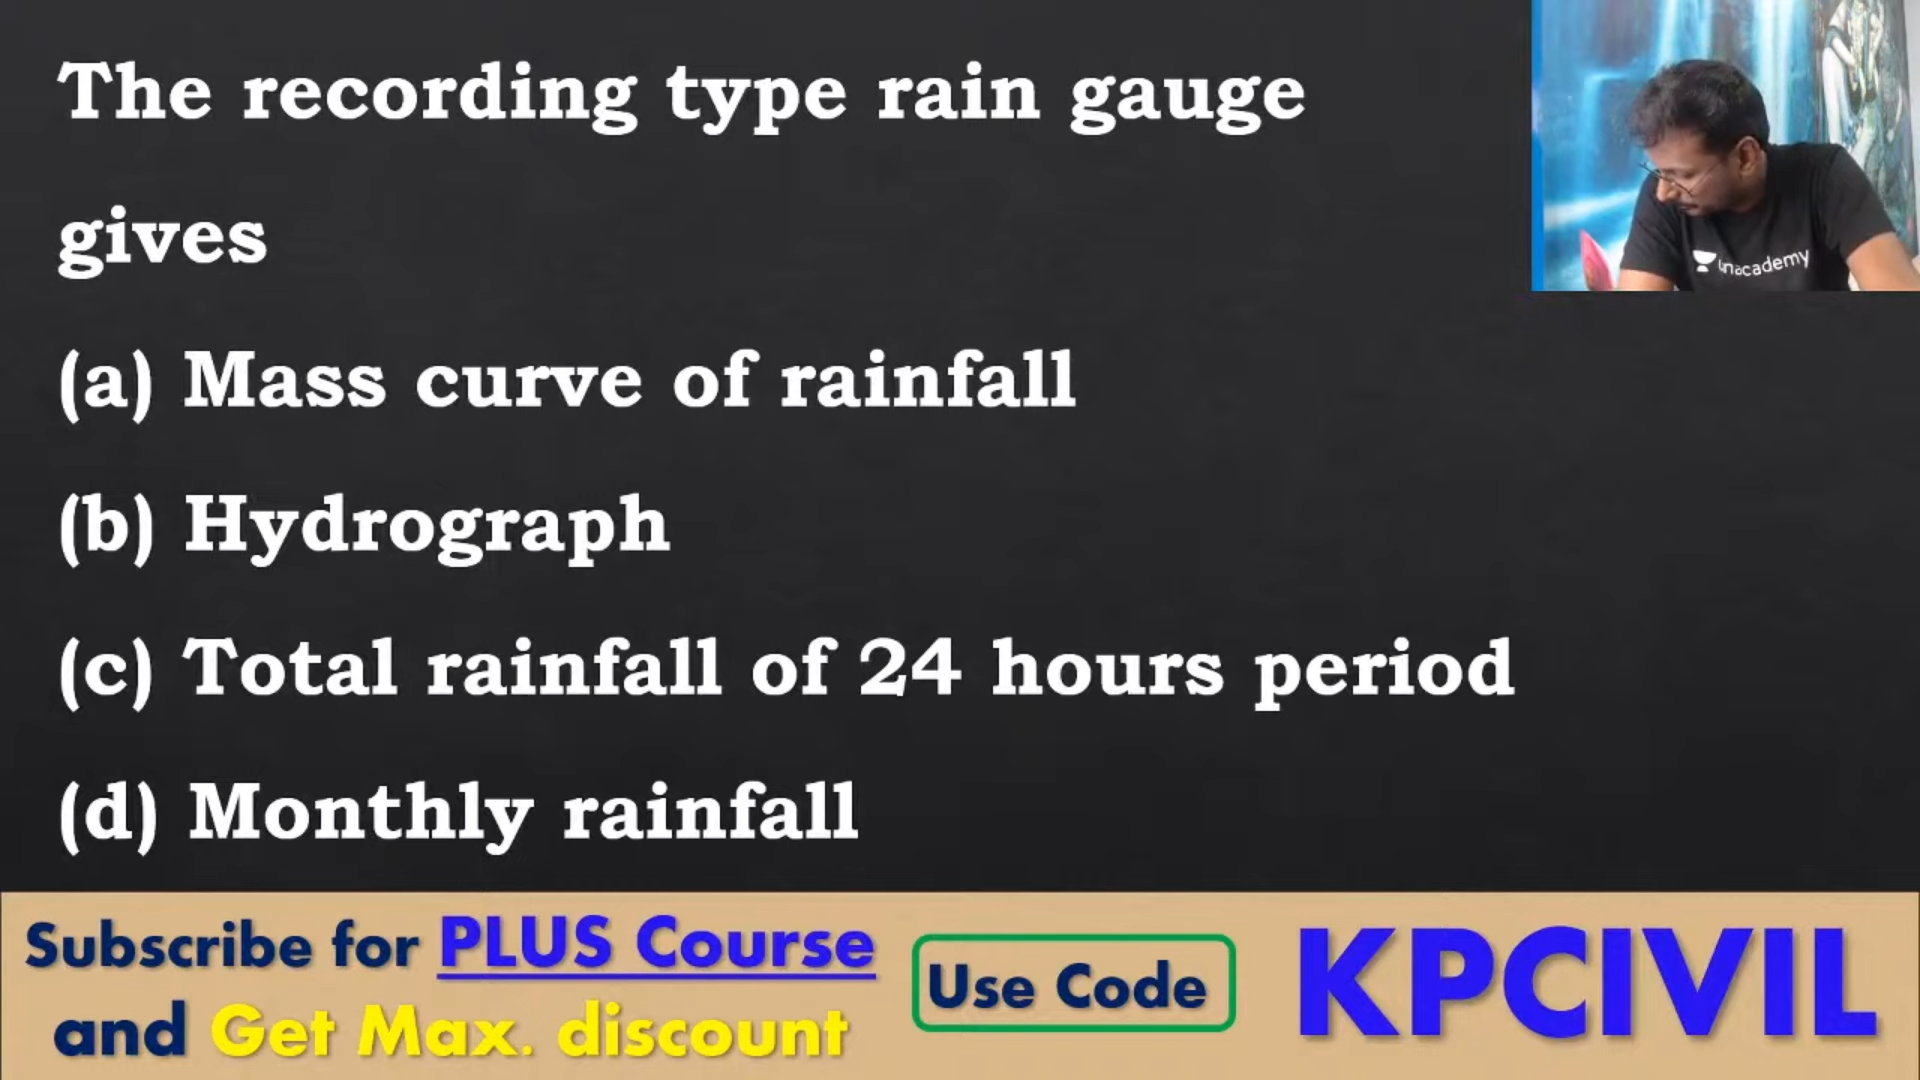 The recording type rain gauge
gives
(a) Mass curve of rainfall
(b) Hydrograph
(c) Total rainfall of 24 hours period
(d) Monthly rainfall
unacademy
Subscribe for PLUS Course
and Get Max. discount
Use Code
KPCIVIL